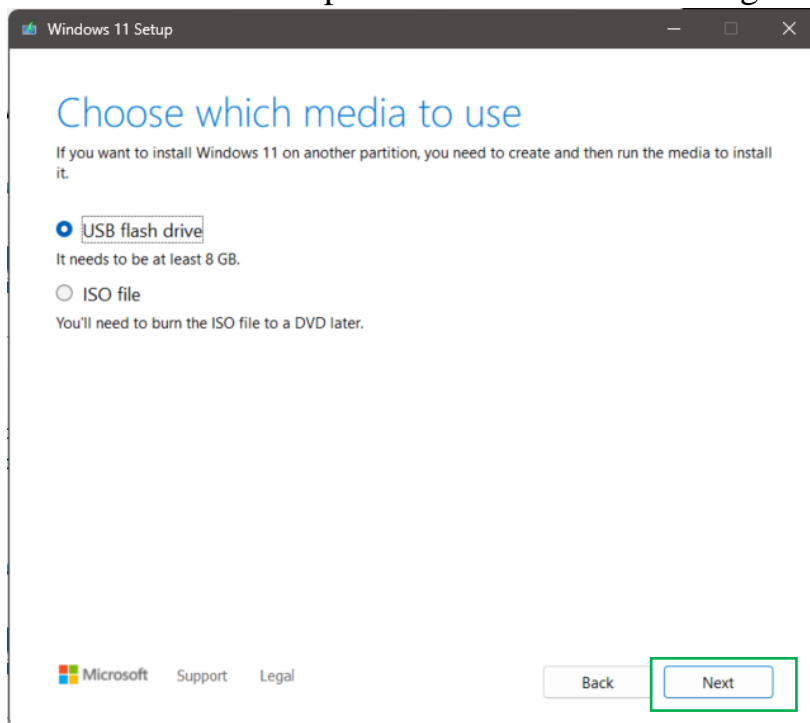 Windows 11 Setup
Choose which media to use
If you want to install Windows 11 on another partition, you need to create and then run the media to install
it.
USB flash drive
It needs to be at least 8 GB.
ISO file
You'll need to burn the ISO file to a DVD later.
Microsoft Support Legal
Back Next